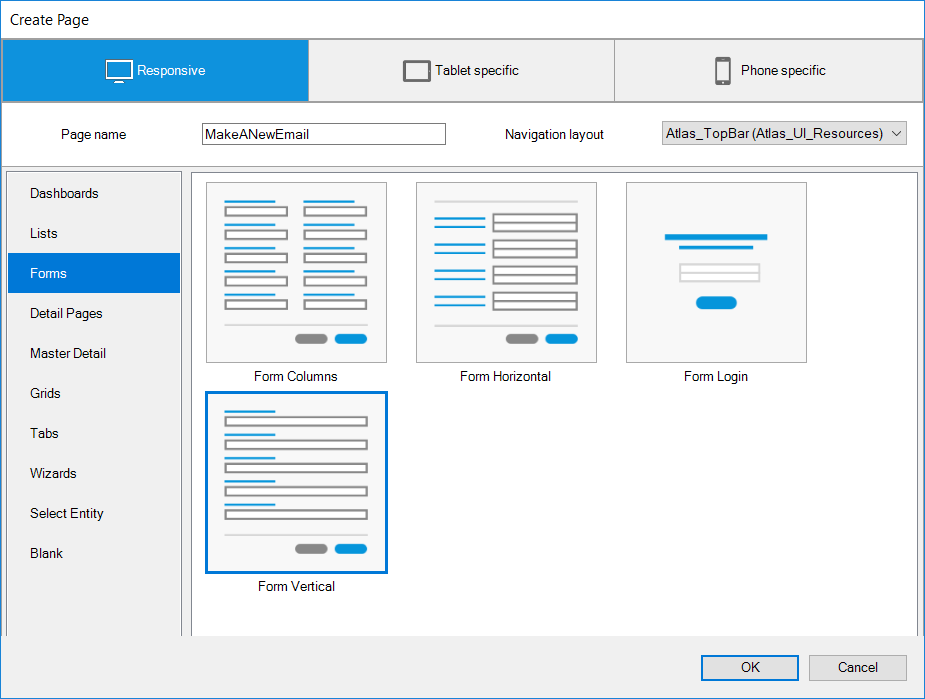 Create Page
Responsive
Tablet specific
Phone specific
Page name
MakeANewEmail
Navigation layout
Atlas_TopBar (Atlas_UI_Resources)
Dashboards
Lists
Forms
Detail Pages
Master Detail
Grids
Tabs
Wizards
Select Entity
Blank
Form Columns
Form Horizontal
Form Login
Form Vertical
OK
Cancel